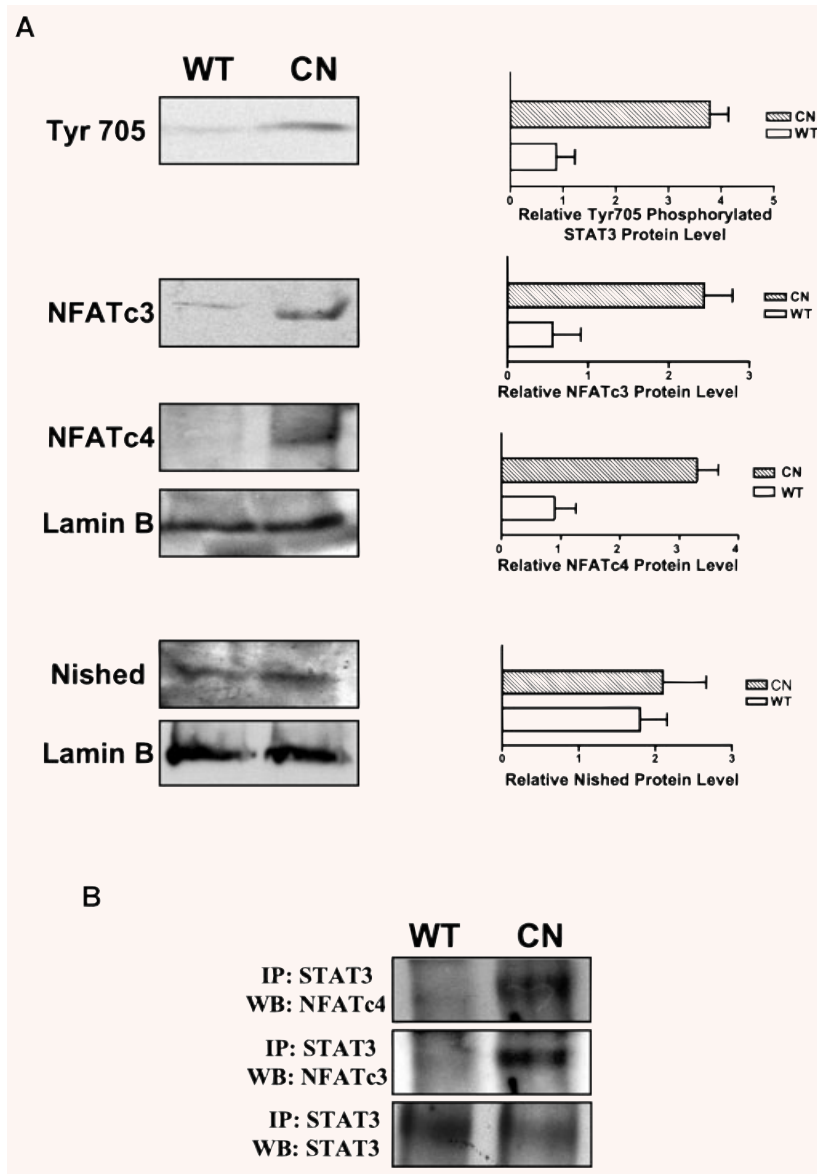 A
WT CN
Tyr 705
CN
WT
0 1 2 3 4 5
Relative Tyr705 Phosphorylated
STAT3 Protein Level
NFATc3
CN
WT
0 1 2 3
Relative NFATc3 Protein Level
NFATc4
CN
WT
0 1 2 3 4
Relative NFATc4 Protein Level
Lamin B
Nished
CN
WT
0 1 2 3
Relative Nished Protein Level
Lamin B
B
WT CN
IP: STAT3
WB: NFATc4
IP: STAT3
WB: NFATc3
IP: STAT3
WB: STAT3